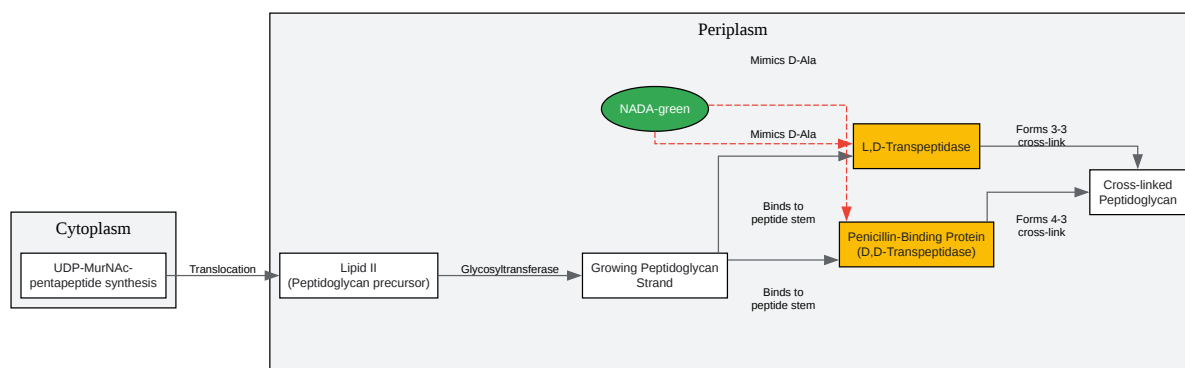 Periplasm
Mimics D-Ala
NADA-green
Mimics D-Ala
Forms 3-3
cross-link
L,D-Transpeptidase
Cross-linked
Peptidoglycan
Cytoplasm
Binds to
peptide stem
Forms 4-3
cross-link
Penicillin-Binding Protein
(D,D-Transpeptidase)
UDP-MurNAc-
pentapeptide synthesis
Translocation
Lipid II
(Peptidoglycan precursor)
Glycosyltransferase
Growing Peptidoglycan
Strand
Binds to
peptide stem